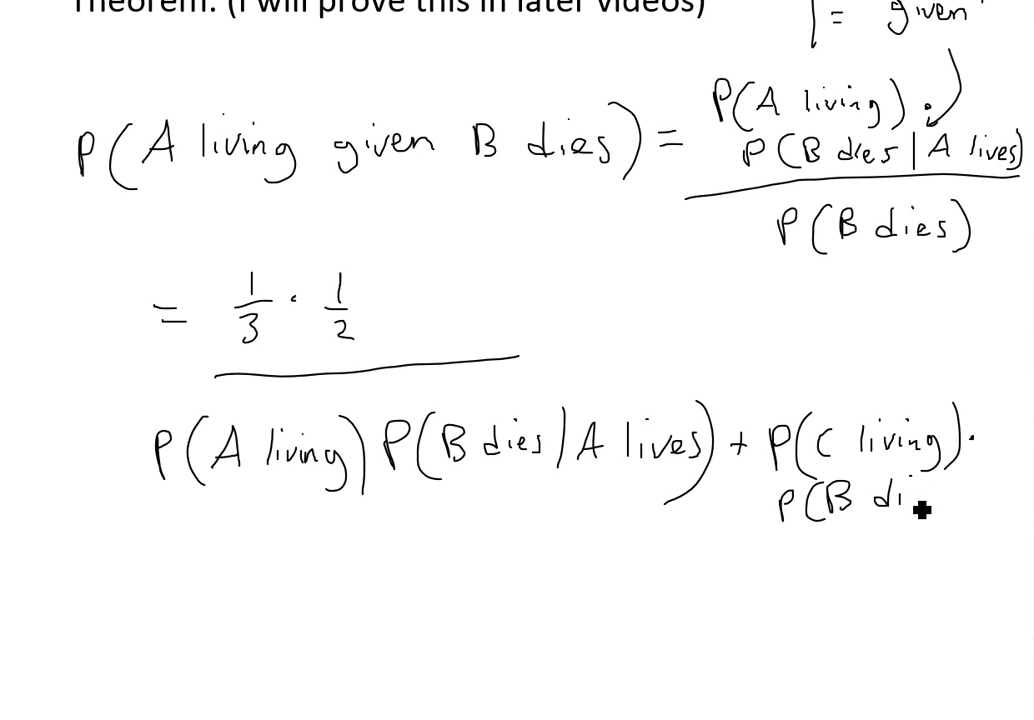 Theorem. (I will prove this in later videos)
| = given
P(A living given B dies) = P(A living) ·
P(B dies | A lives)
P(B dies)
= 1/3 · 1/2
P(A living) P(B dies | A lives) + P(C living) ·
P(B di